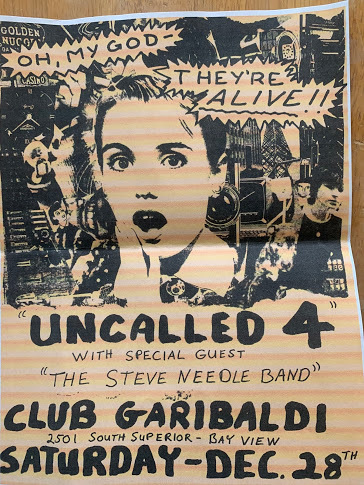 GOLDEN
NUGG
CASINO
OH, MY GOD
THEY'RE
ALIVE!!
"UNCALLED 4"
WITH SPECIAL GUEST
"THE STEVE NEEDLE BAND"
CLUB GARIBALDI
2501 SOUTH SUPERIOR - BAY VIEW
SATURDAY - DEC. 28TH